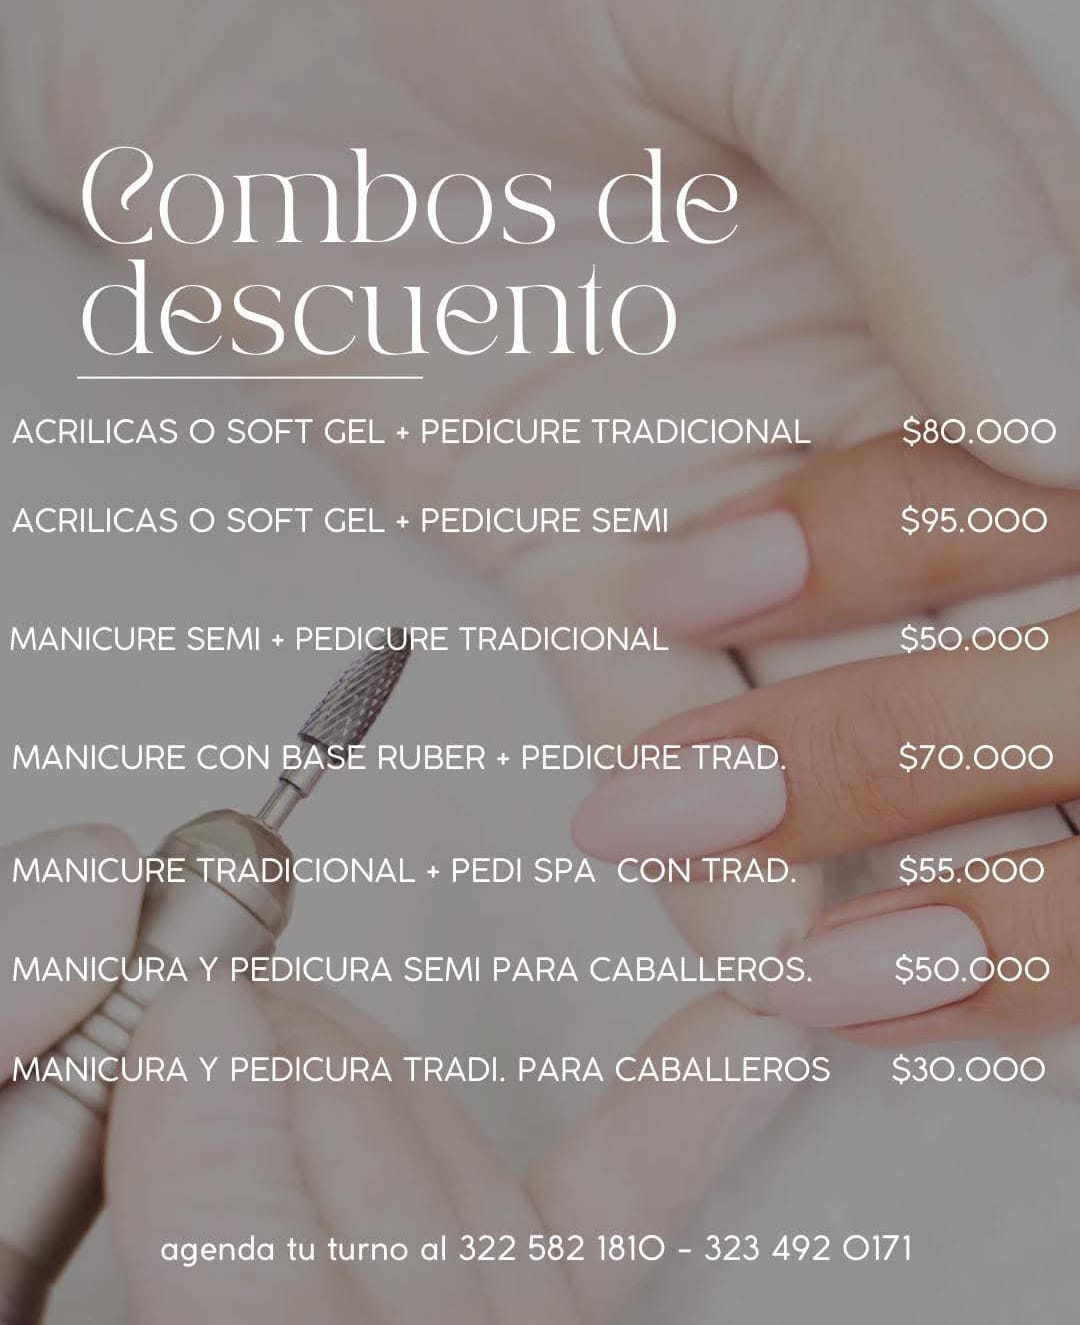 Combos de
descuento
ACRILICAS O SOFT GEL + PEDICURE TRADICIONAL $80.000
ACRILICAS O SOFT GEL + PEDICURE SEMI $95.000
MANICURE SEMI + PEDICURE TRADICIONAL $50.000
MANICURE CON BASE RUBER + PEDICURE TRAD. $70.000
MANICURE TRADICIONAL + PEDI SPA CON TRAD. $55.000
MANICURA Y PEDICURA SEMI PARA CABALLEROS. $50.000
MANICURA Y PEDICURA TRADI. PARA CABALLEROS $30.000
agenda tu turno al 322 582 1810 - 323 492 0171